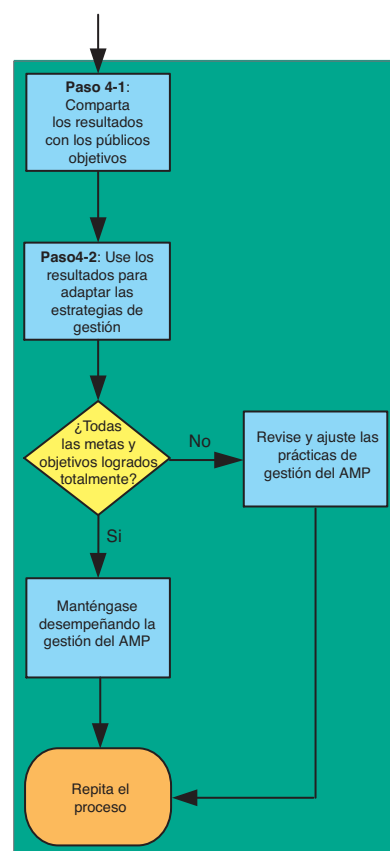 Paso 4-1:
Comparta
los resultados
con los públicos
objetivos
Paso4-2: Use los
resultados para
adaptar las
estrategias de
gestión
¿Todas
las metas y
objetivos logrados
totalmente?
No
Revise y ajuste las
prácticas de
gestión del AMP
Si
Manténgase
desempeñando la
gestión del AMP
Repita el
proceso